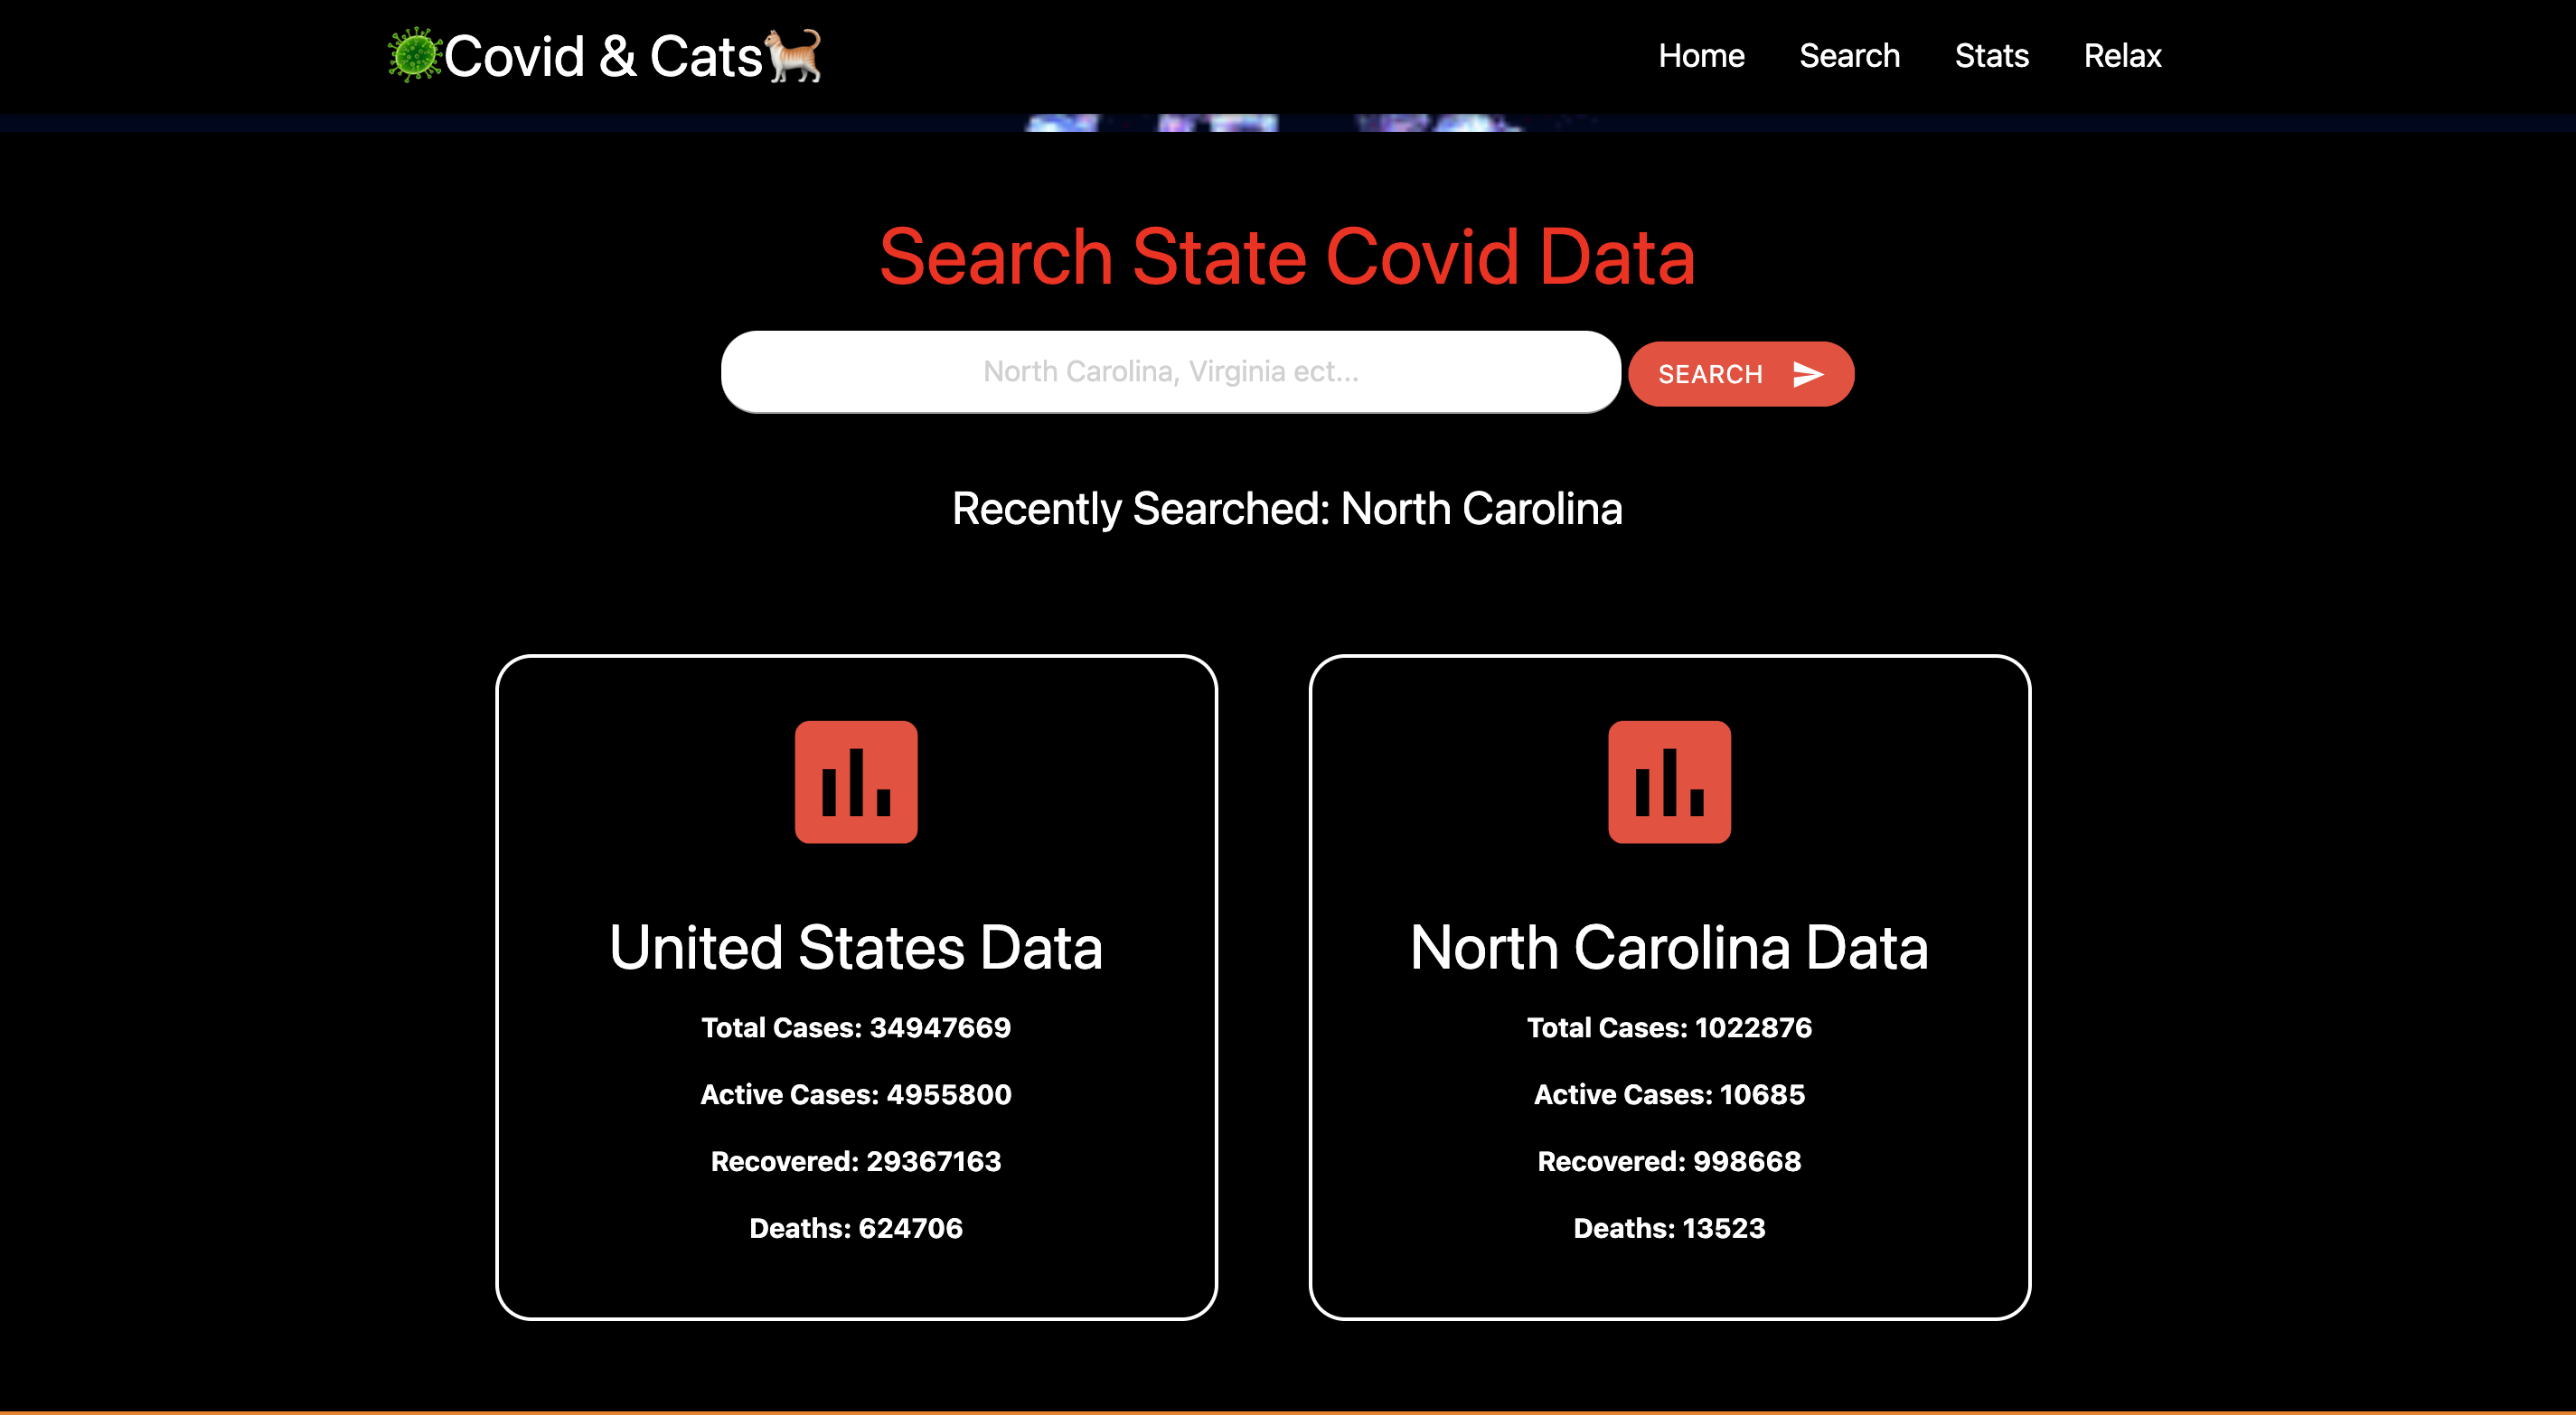 Covid & Cats
Home Search Stats Relax
Search State Covid Data
North Carolina, Virginia ect...
SEARCH
Recently Searched: North Carolina
United States Data
Total Cases: 34947669
Active Cases: 4955800
Recovered: 29367163
Deaths: 624706
North Carolina Data
Total Cases: 1022876
Active Cases: 10685
Recovered: 998668
Deaths: 13523